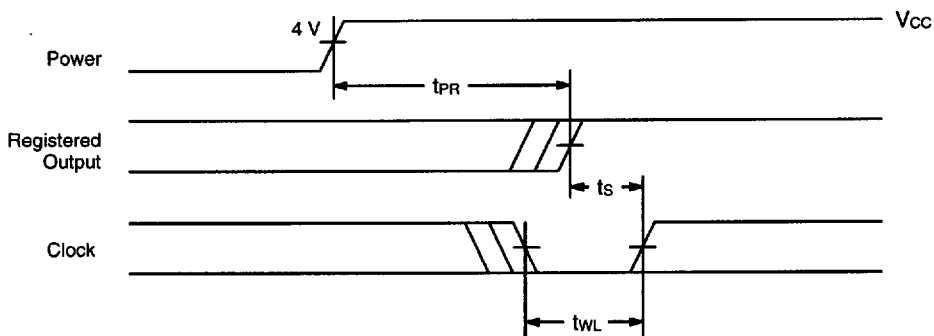 4 V
VCC
Power
tPR
Registered
Output
tS
Clock
tWL